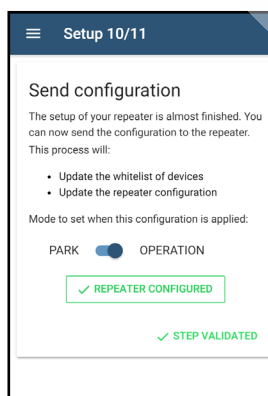 Setup 10/11
Send configuration
The setup of your repeater is almost finished. You
can now send the configuration to the repeater.
This process will:
• Update the whitelist of devices
• Update the repeater configuration
Mode to set when this configuration is applied:
PARK OPERATION
REPEATER CONFIGURED
STEP VALIDATED